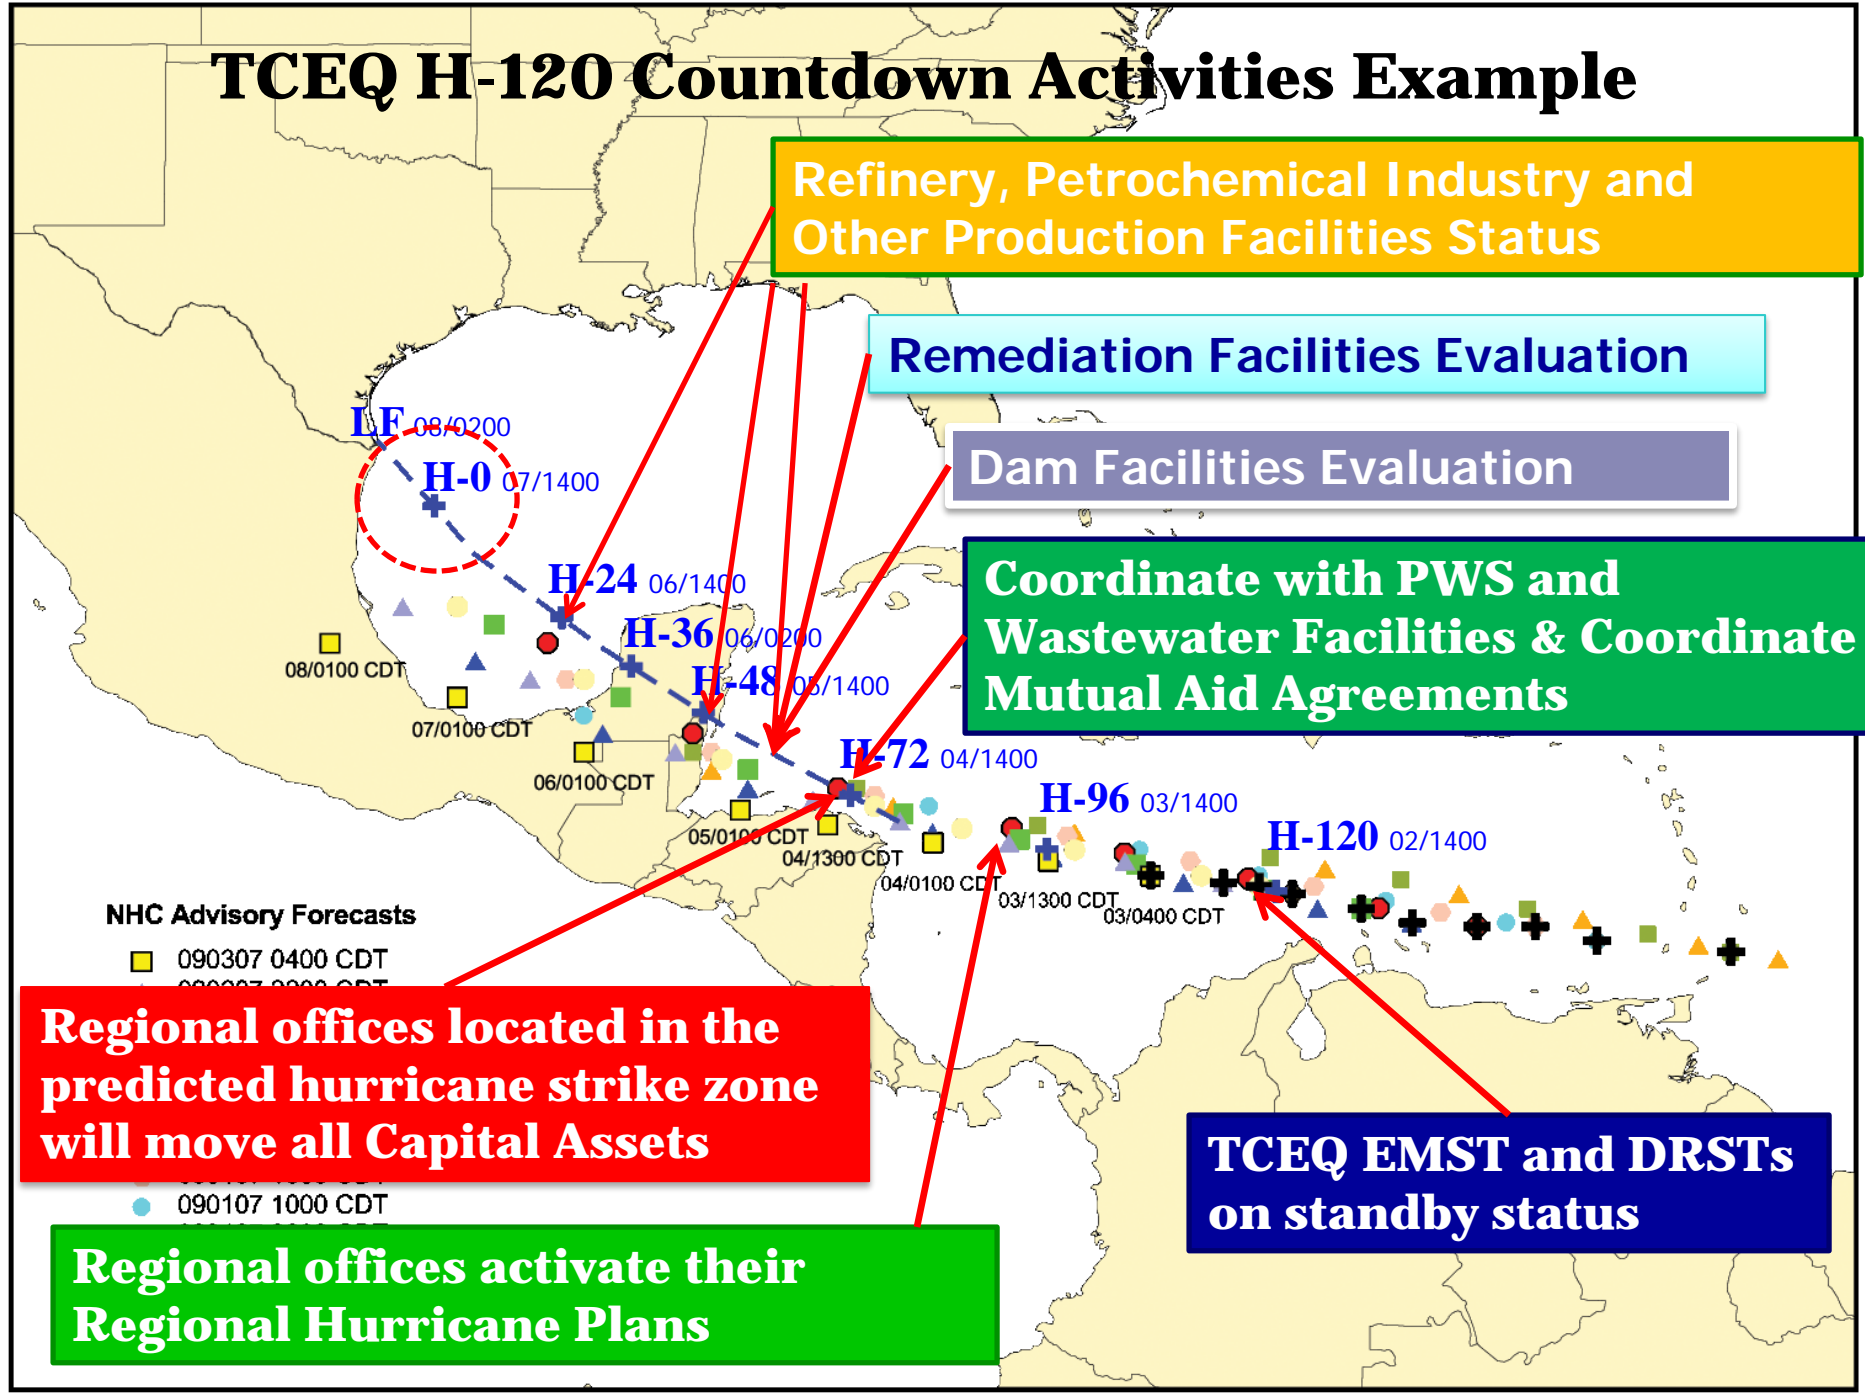 TCEQ H-120 Countdown Activities Example
Refinery, Petrochemical Industry and
Other Production Facilities Status
Remediation Facilities Evaluation
LF 08/0200
Dam Facilities Evaluation
H-0 07/1400
Coordinate with PWS and
Wastewater Facilities & Coordinate
Mutual Aid Agreements
H-24 06/1400
H-36 06/0200
H-48 05/1400
08/0100 CDT
07/0100 CDT
H-72 04/1400
06/0100 CDT
H-96 03/1400
05/0100 CDT
H-120 02/1400
04/1300 CDT
04/0100 CDT
03/1300 CDT
03/0400 CDT
NHC Advisory Forecasts
090307 0400 CDT
Regional offices located in the
predicted hurricane strike zone
will move all Capital Assets
TCEQ EMST and DRSTs
on standby status
090107 1000 CDT
Regional offices activate their
Regional Hurricane Plans